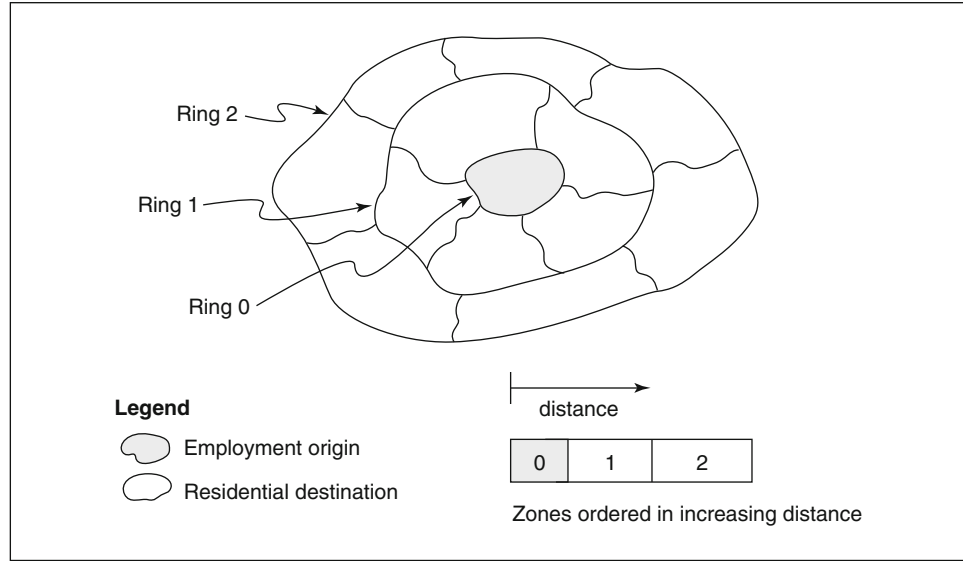 Ring 2
Ring 1
Ring 0
Legend
Employment origin
Residential destination
distance
0 1 2
Zones ordered in increasing distance